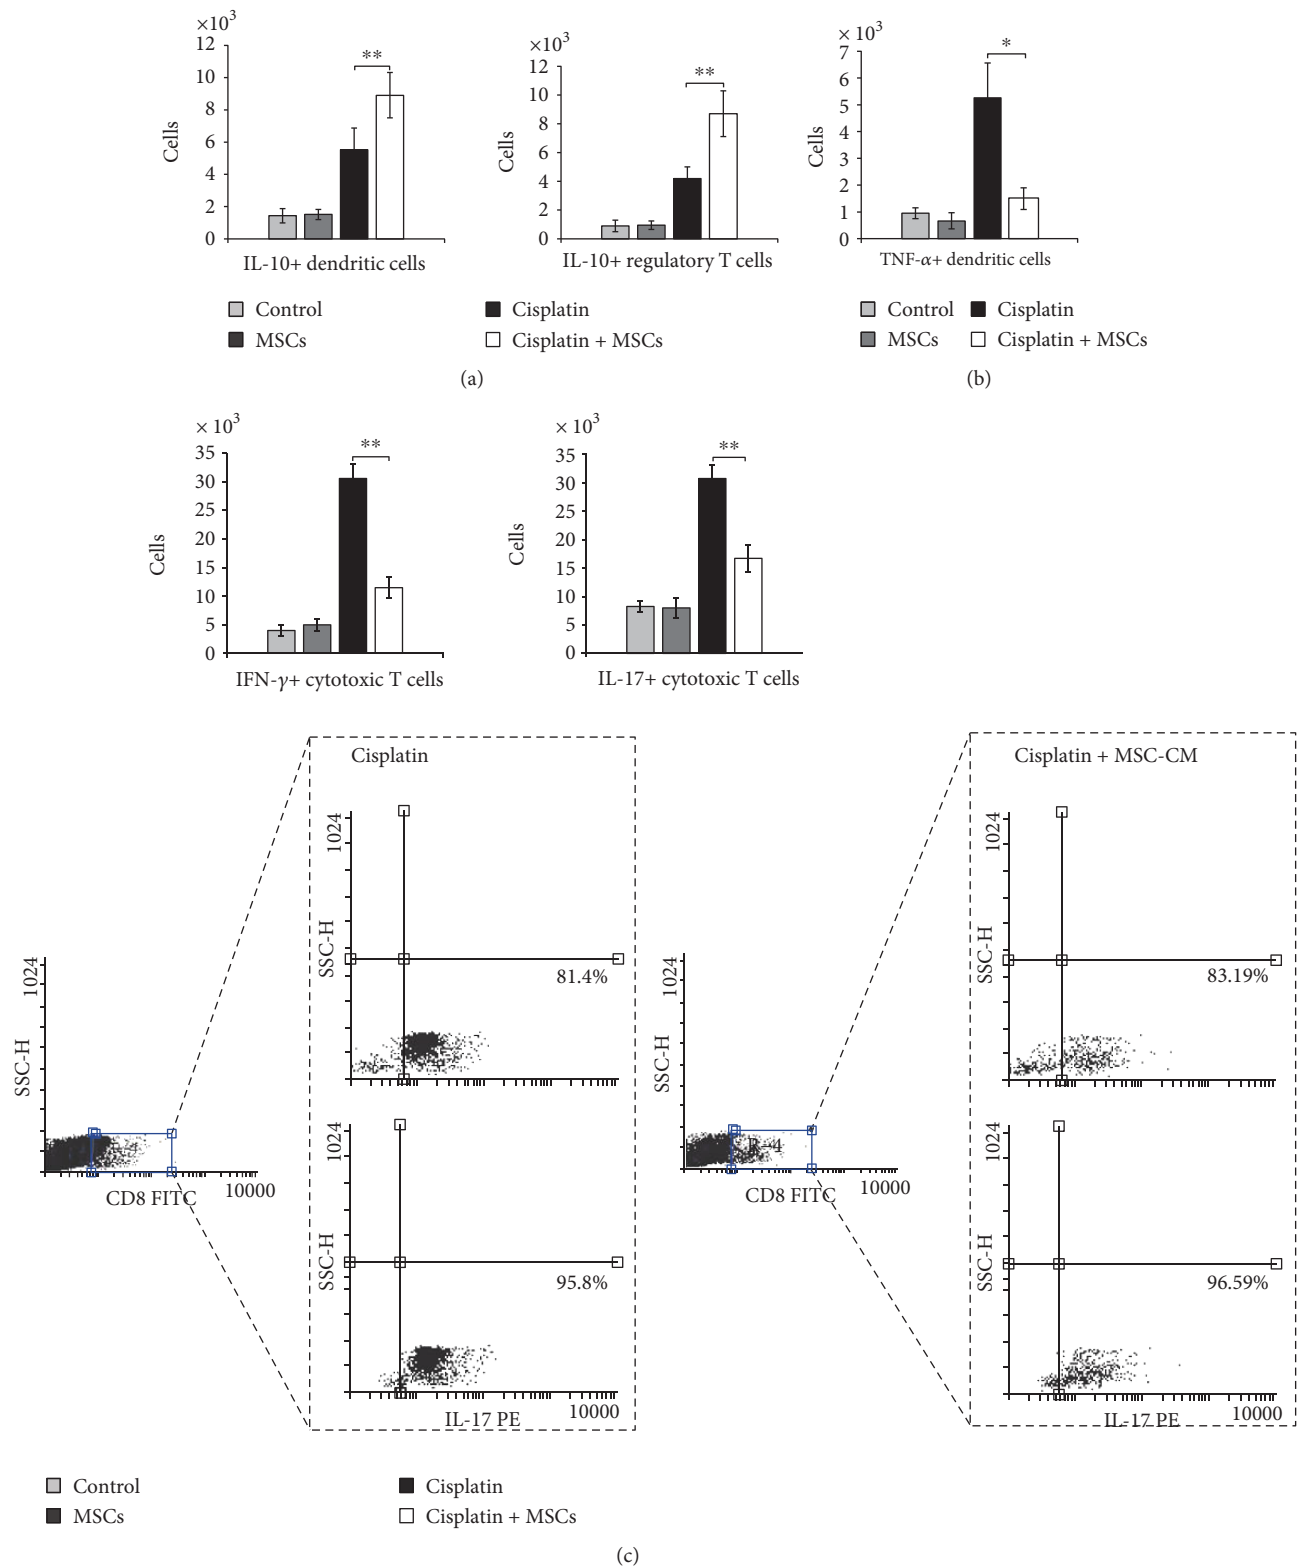 ×10³
12
10
8
6
4
2
0
Cells
**
IL-10+ dendritic cells
×10³
12
10
8
6
4
2
0
Cells
**
IL-10+ regulatory T cells
Control
MSCs
Cisplatin
Cisplatin + MSCs
(a)
× 10³
7
6
5
4
3
2
1
0
Cells
*
TNF-α+ dendritic cells
Control
MSCs
Cisplatin
Cisplatin + MSCs
(b)
× 10³
35
30
25
20
15
10
5
0
Cells
**
IFN-γ+ cytotoxic T cells
× 10³
35
30
25
20
15
10
5
0
Cells
**
IL-17+ cytotoxic T cells
1024
SSC-H
CD8 FITC
10000
Cisplatin
1024
SSC-H
81.4%
1024
SSC-H
95.8%
IL-17 PE
10000
1024
SSC-H
R-4
CD8 FITC
10000
Cisplatin + MSC-CM
1024
SSC-H
83.19%
1024
SSC-H
96.59%
IL-17 PE
10000
Control
MSCs
Cisplatin
Cisplatin + MSCs
(c)